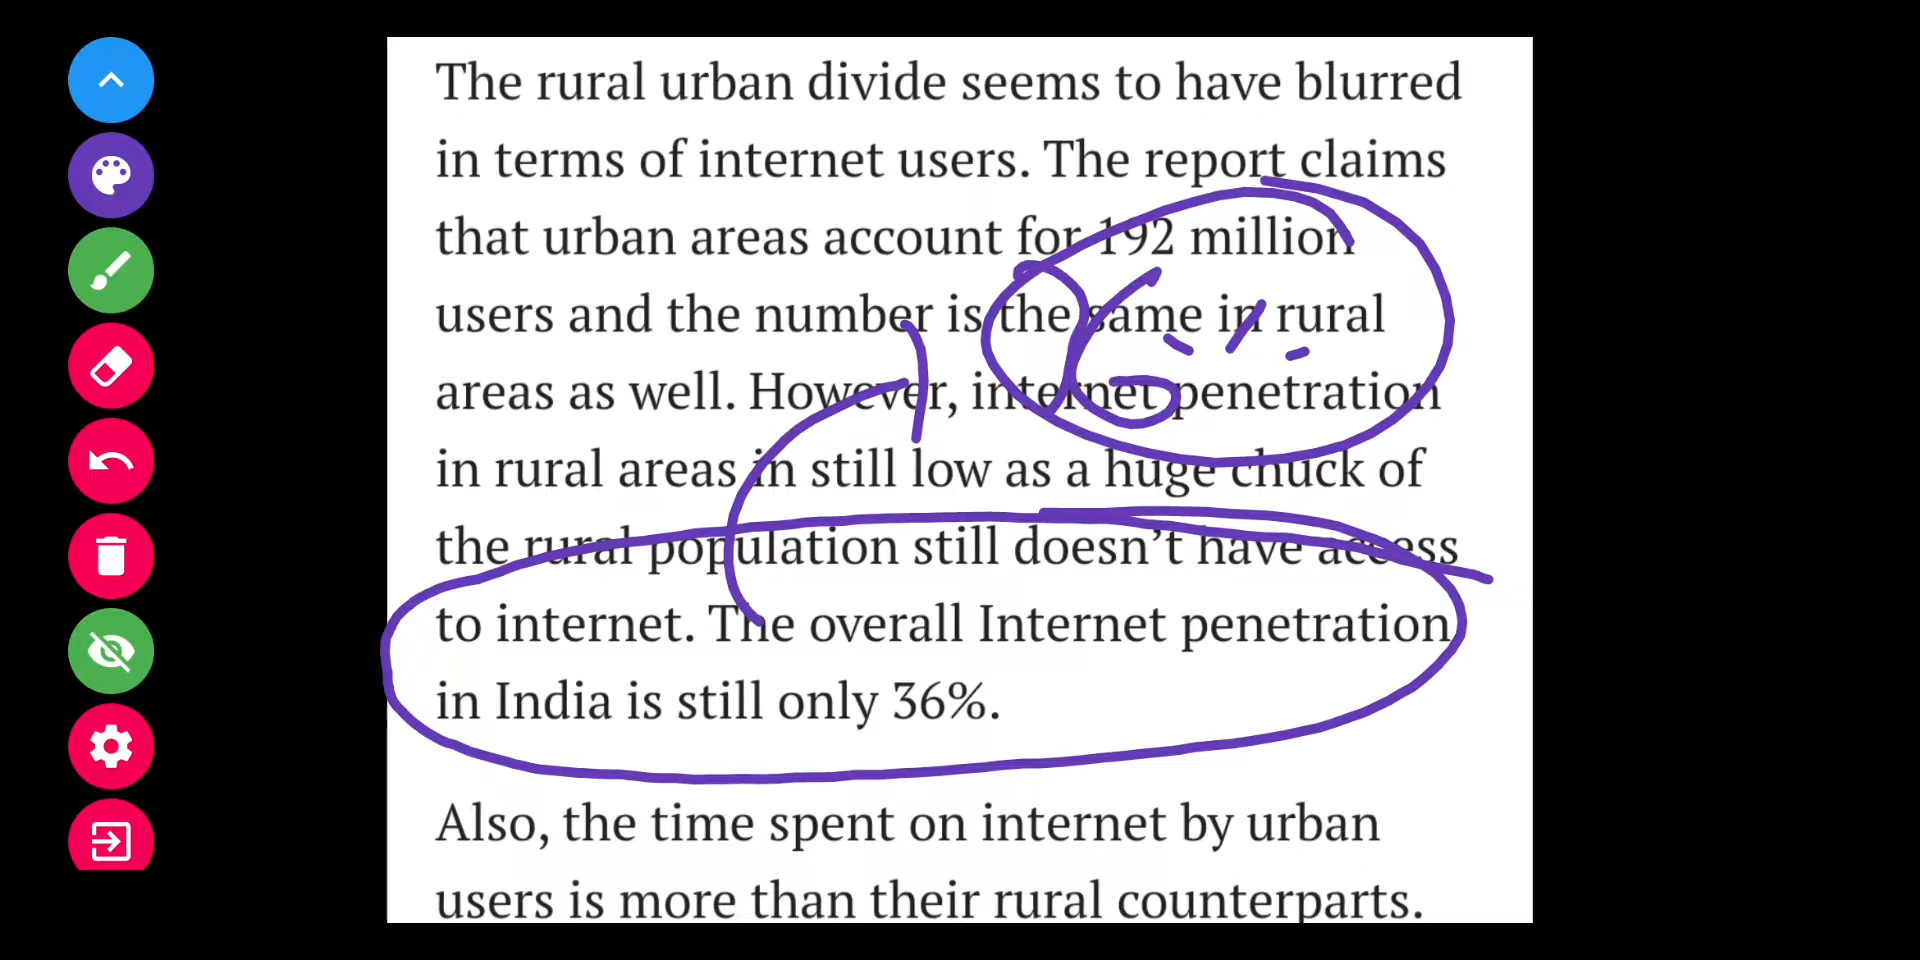 The rural urban divide seems to have blurred
in terms of internet users. The report claims
that urban areas account for 192 million
users and the number is the same in rural
areas as well. However, internet penetration
in rural areas in still low as a huge chuck of
the rural population still doesn’t have access
to internet. The overall Internet penetration
in India is still only 36%.
Also, the time spent on internet by urban
users is more than their rural counterparts.